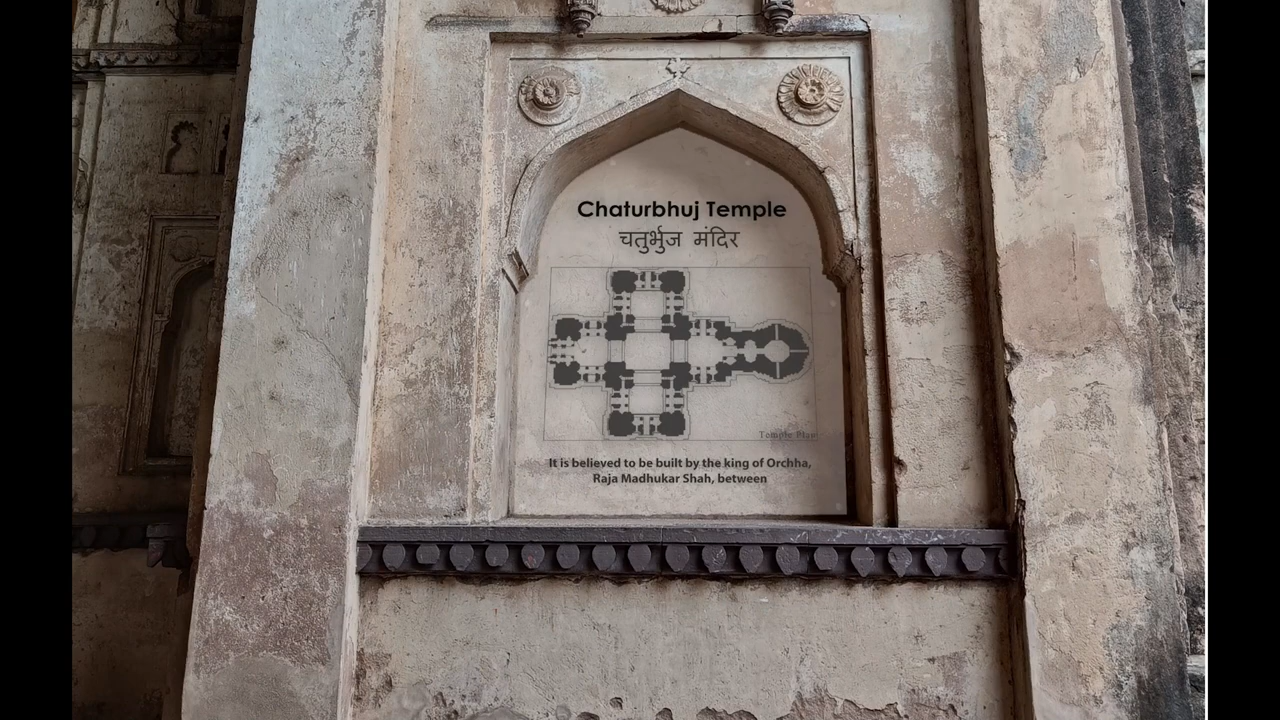 Chaturbhuj Temple
चतुर्भुज मंदिर
Temple Plan
It is believed to be built by the king of Orchha,
Raja Madhukar Shah, between